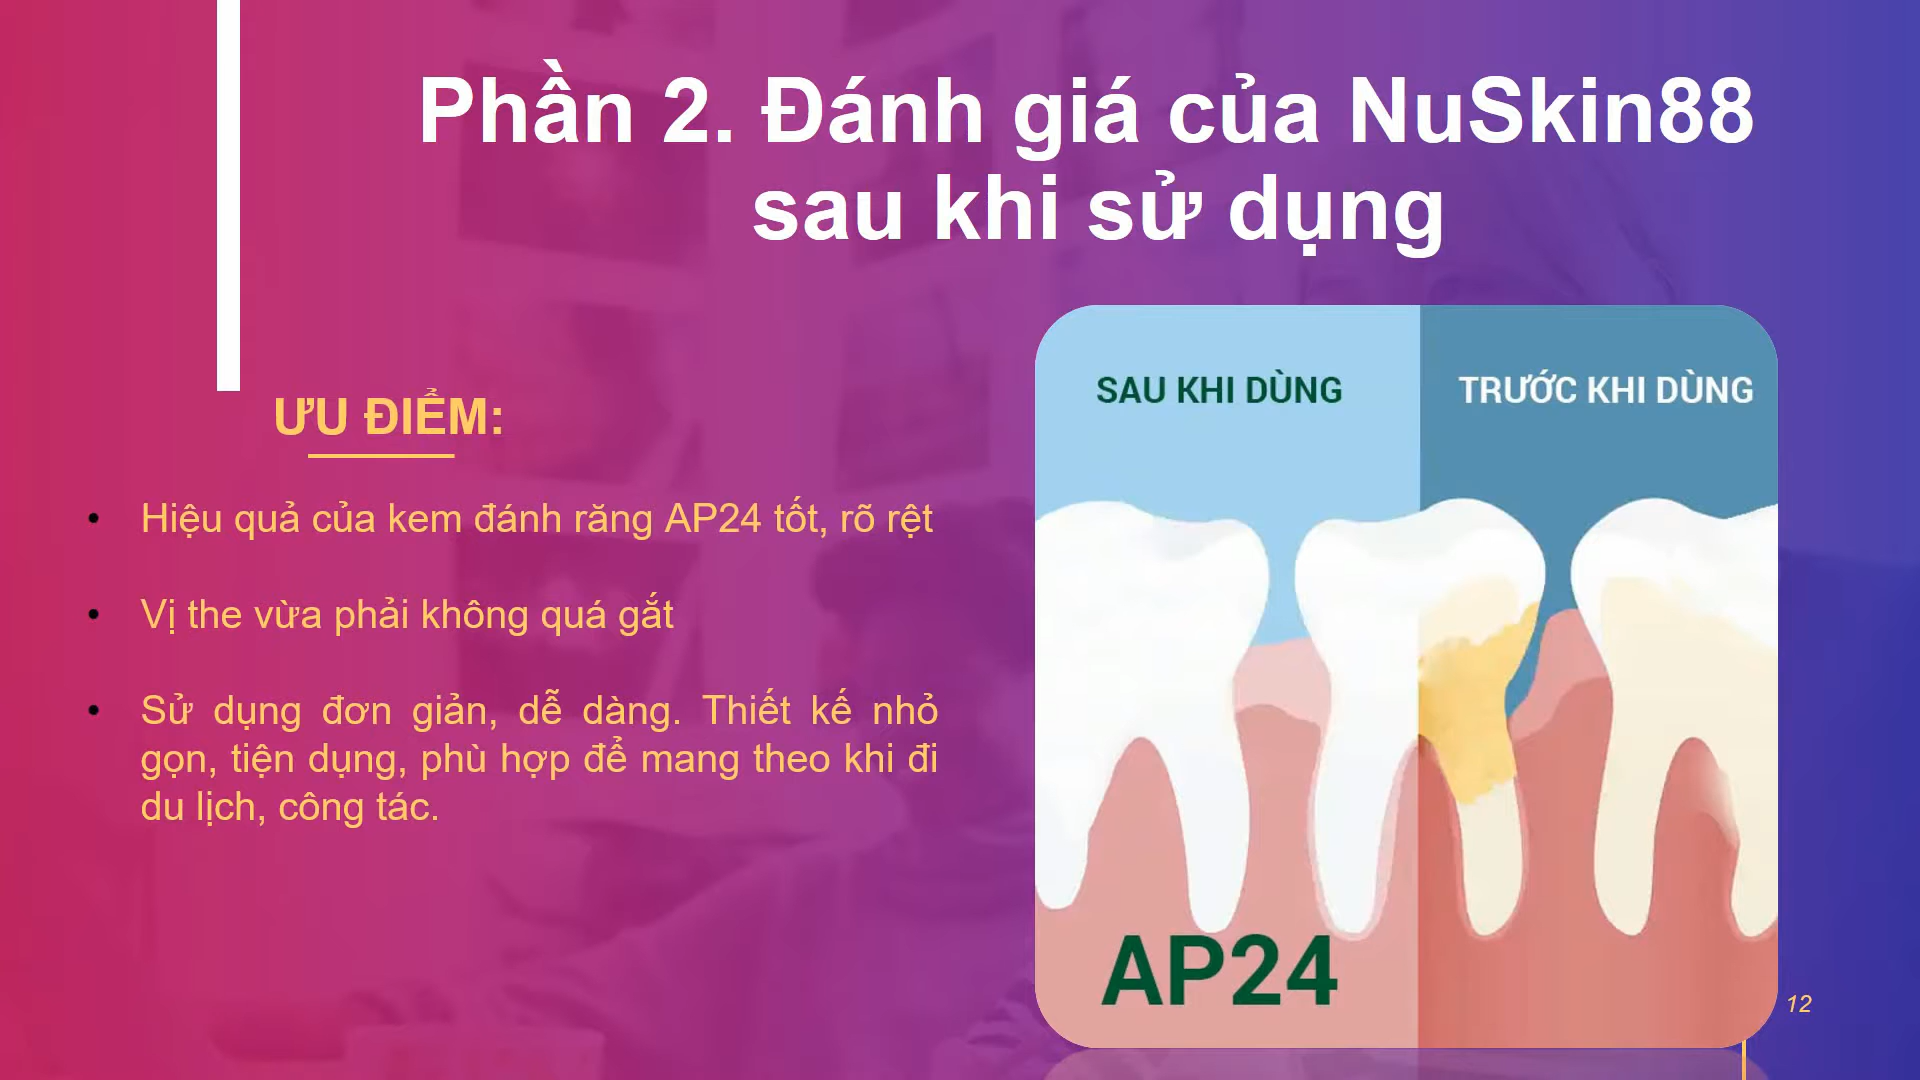 Phần 2. Đánh giá của NuSkin88
sau khi sử dụng
ƯU ĐIỂM:
• Hiệu quả của kem đánh răng AP24 tốt, rõ rệt
• Vị the vừa phải không quá gắt
• Sử dụng đơn giản, dễ dàng. Thiết kế nhỏ
gọn, tiện dụng, phù hợp để mang theo khi đi
du lịch, công tác.
SAU KHI DÙNG
TRƯỚC KHI DÙNG
AP24
12